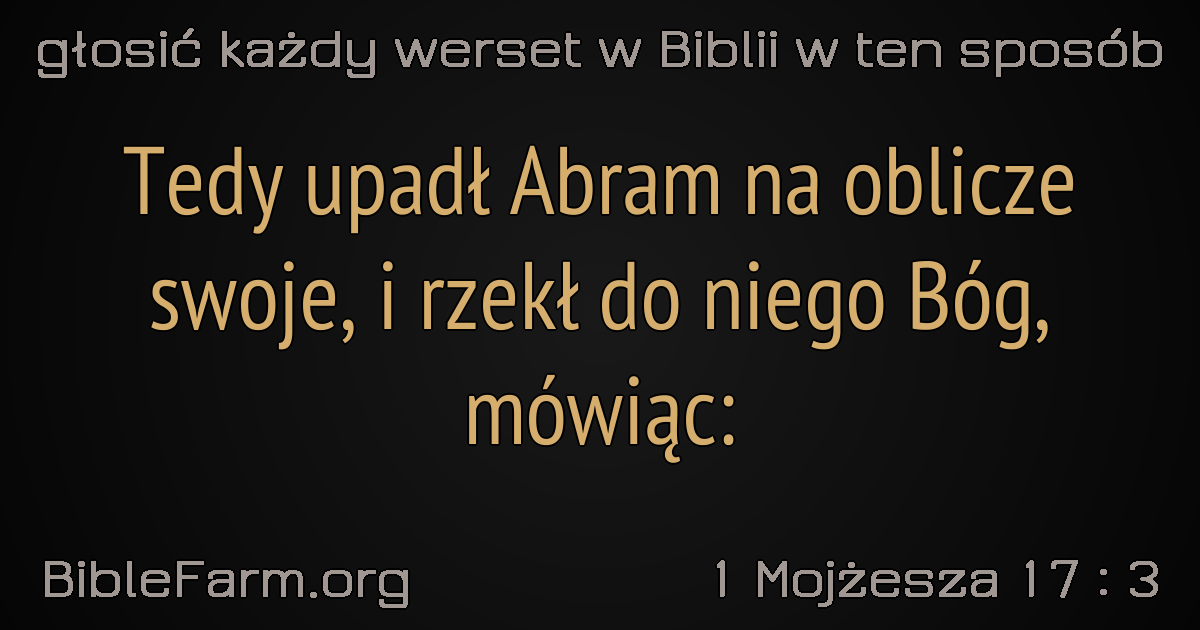 głosić każdy werset w Biblii w ten sposób
Tedy upadł Abram na oblicze
swoje, i rzekł do niego Bóg,
mówiąc:
BibleFarm.org
1 Mojżesza 17 : 3